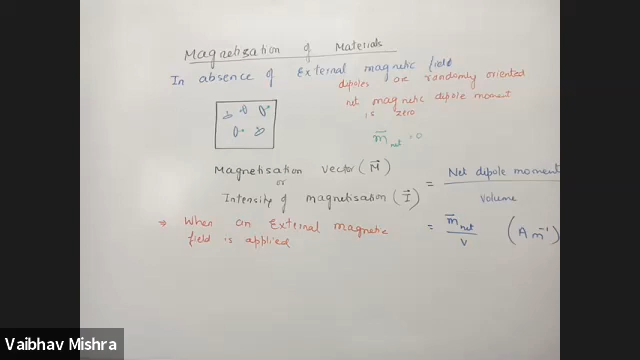 Magnetisation of Materials
In absence of External magnetic field
dipoles are randomly oriented
net magnetic dipole moment
is zero
m̅ net = 0
Magnetisation vector (M⃗)
or
Intensity of magnetisation (I⃗)
= Net dipole moment
volume
= m̅ net
V
(A m⁻¹)
⇒ When an External magnetic
field is applied
Vaibhav Mishra